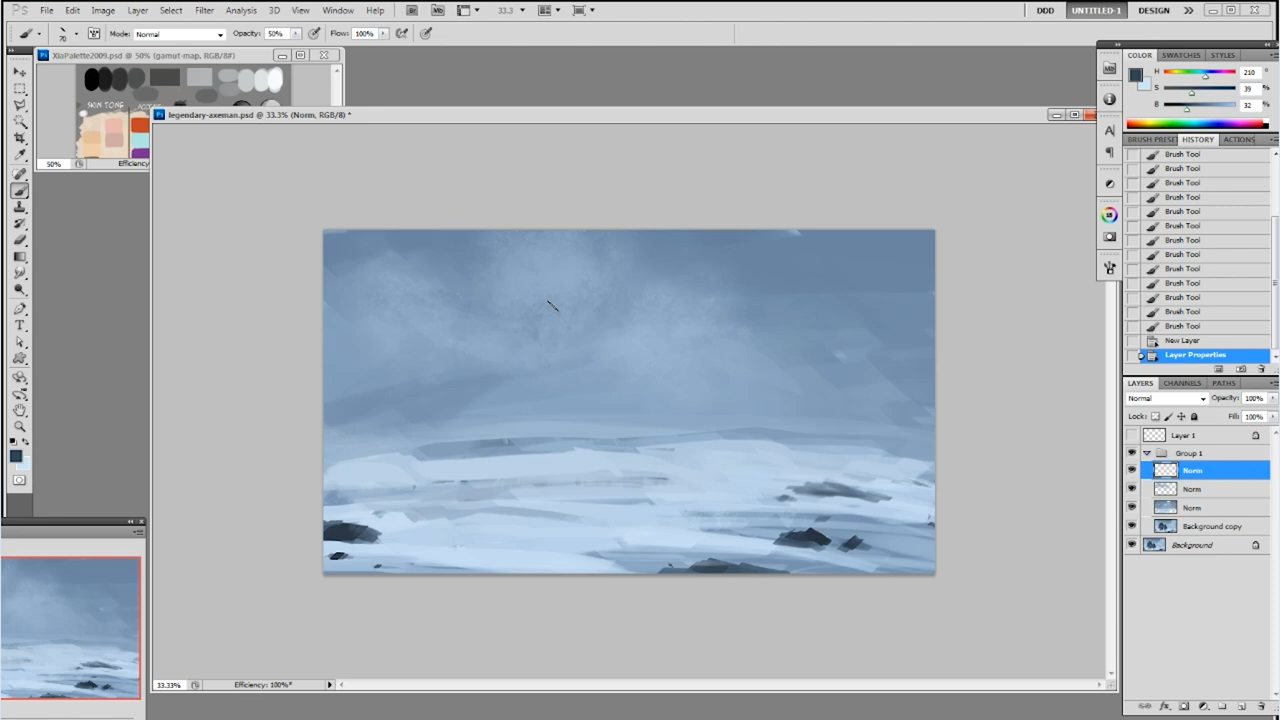 PS File Edit Image Layer Select Filter Analysis 3D View Window Help Br Mb 33.3 DDD UNTITLED-1 DESIGN
70 Mode: Normal Opacity: 50% Flow: 100%
XiaPalette2009.psd @ 50% (gamut-map, RGB/8#)
SKIN TONE
50% Efficiency
legendary-axeman.psd @ 33.3% (Norm, RGB/8) *
33.33% Efficiency: 100%*
Mb
COLOR SWATCHES STYLES
H 210 °
S 39 %
B 32 %
BRUSH PRESET HISTORY ACTIONS
Brush Tool
Brush Tool
Brush Tool
Brush Tool
Brush Tool
Brush Tool
Brush Tool
Brush Tool
Brush Tool
Brush Tool
Brush Tool
Brush Tool
Brush Tool
New Layer
Layer Properties
LAYERS CHANNELS PATHS
Normal Opacity: 100%
Lock: Fill: 100%
Layer 1
Group 1
Norm
Norm
Norm
Background copy
Background